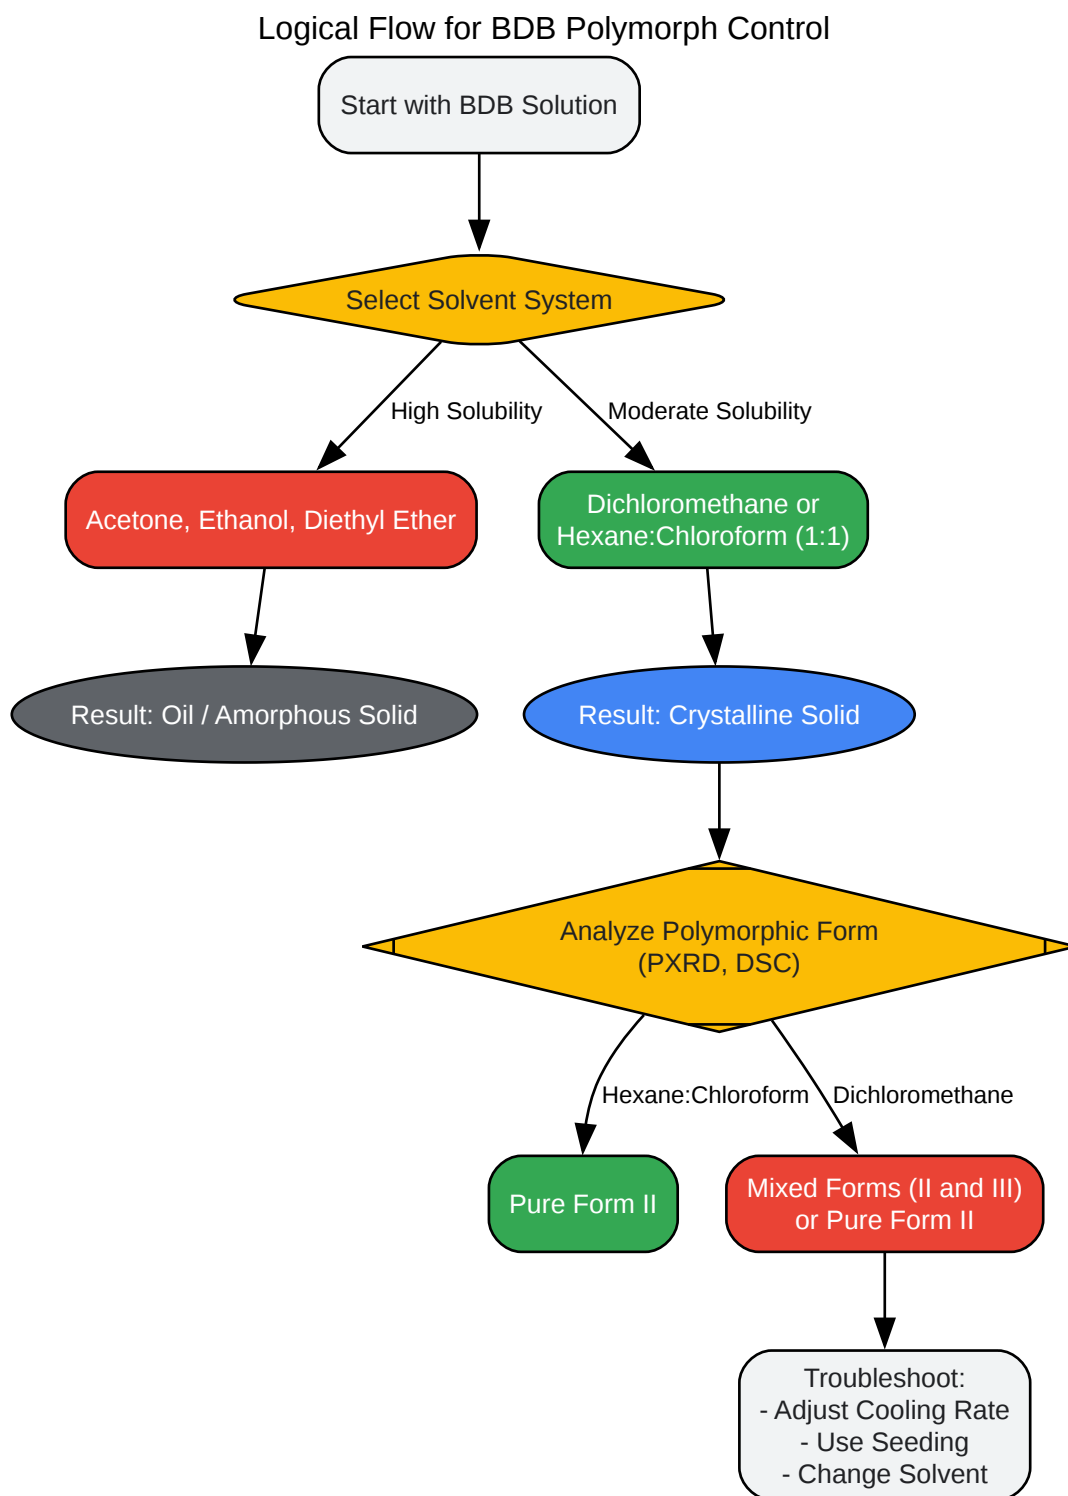 Logical Flow for BDB Polymorph Control
Start with BDB Solution
Select Solvent System
High Solubility
Moderate Solubility
Acetone, Ethanol, Diethyl Ether
Dichloromethane or
Hexane:Chloroform (1:1)
Result: Oil / Amorphous Solid
Result: Crystalline Solid
Analyze Polymorphic Form
(PXRD, DSC)
Hexane:Chloroform
Dichloromethane
Pure Form II
Mixed Forms (II and III)
or Pure Form II
Troubleshoot:
- Adjust Cooling Rate
- Use Seeding
- Change Solvent